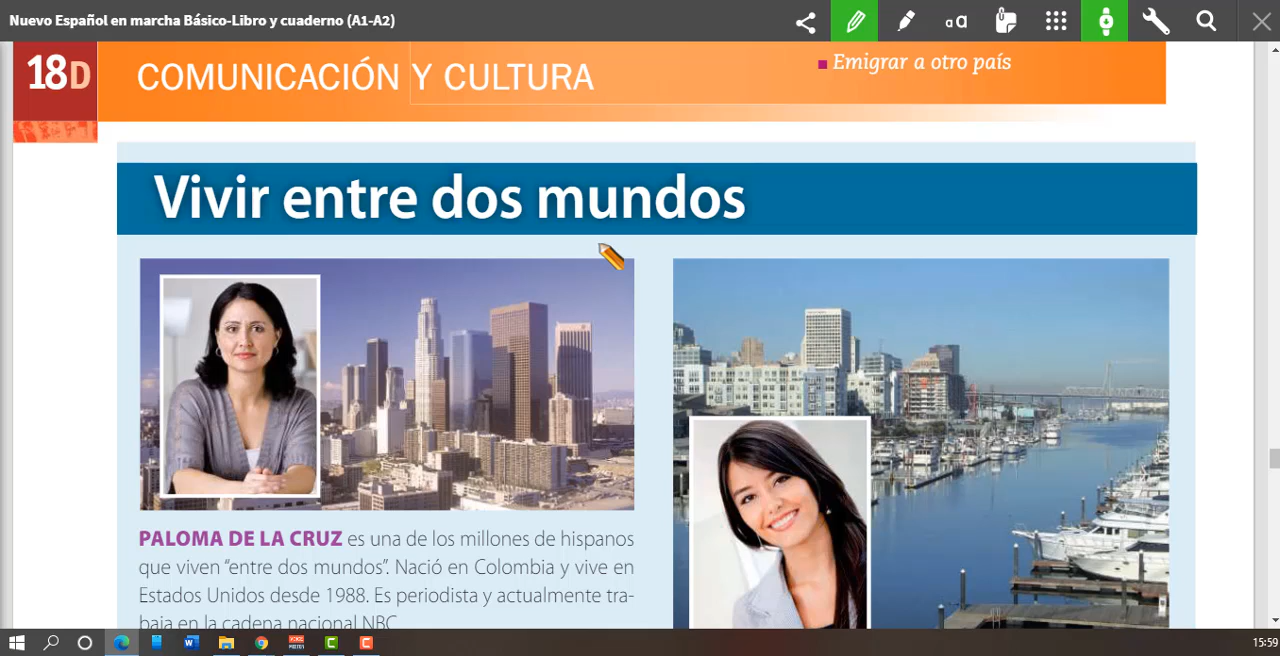 Nuevo Español en marcha Básico-Libro y cuaderno (A1-A2)
aA
18D COMUNICACIÓN Y CULTURA
Emigrar a otro país
Vivir entre dos mundos
PALOMA DE LA CRUZ es una de los millones de hispanos
que viven “entre dos mundos”. Nació en Colombia y vive en
Estados Unidos desde 1988. Es periodista y actualmente tra-
baja en la cadena nacional NBC
15:59